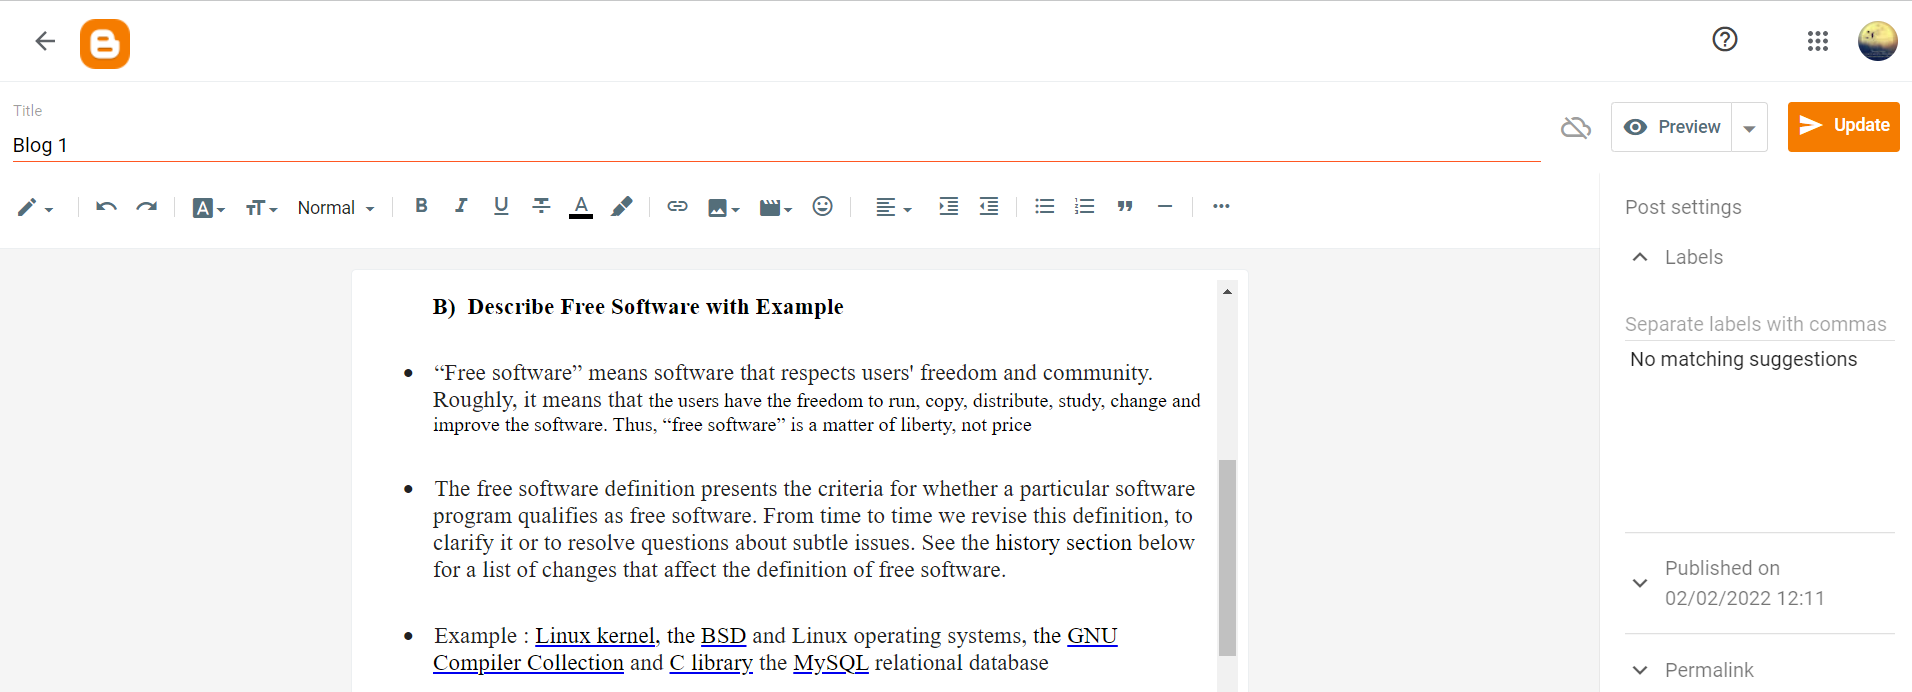 Title
Blog 1
Preview
Update
Normal
Post settings
Labels
Separate labels with commas
No matching suggestions
Published on
02/02/2022 12:11
Permalink
B) Describe Free Software with Example
• “Free software” means software that respects users' freedom and community.
Roughly, it means that the users have the freedom to run, copy, distribute, study, change and
improve the software. Thus, “free software” is a matter of liberty, not price
• The free software definition presents the criteria for whether a particular software
program qualifies as free software. From time to time we revise this definition, to
clarify it or to resolve questions about subtle issues. See the history section below
for a list of changes that affect the definition of free software.
• Example : Linux kernel, the BSD and Linux operating systems, the GNU
Compiler Collection and C library the MySQL relational database